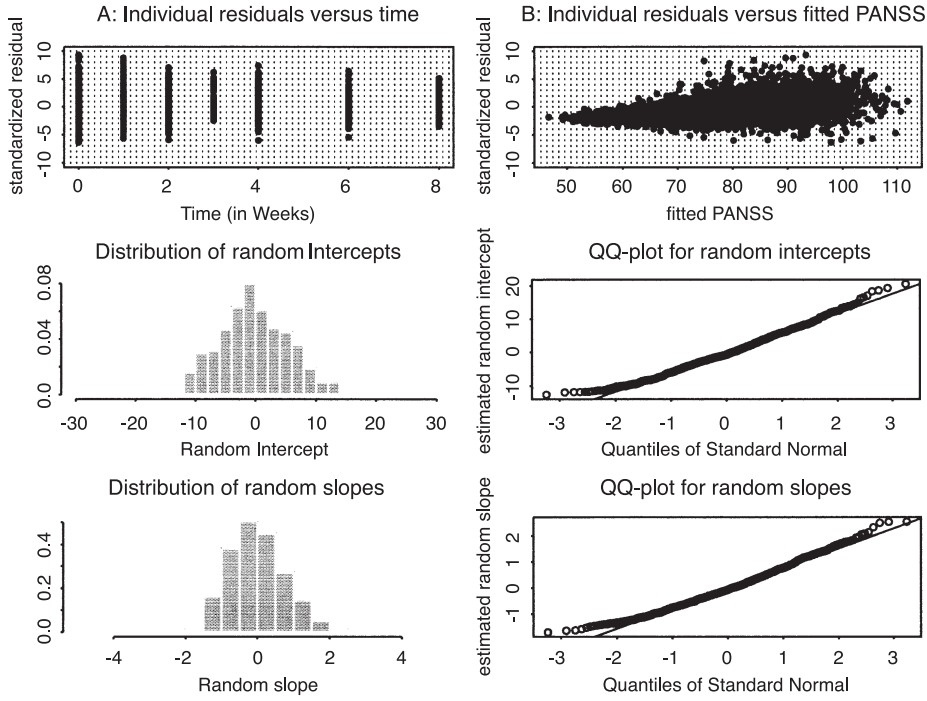 A: Individual residuals versus time
standardized residual
10
5
0
-5
-10
0 2 4 6 8
Time (in Weeks)
B: Individual residuals versus fitted PANSS
standardized residual
10
5
0
-5
-10
50 60 70 80 90 100 110
fitted PANSS
Distribution of random Intercepts
0.08
0.04
0.0
-30 -20 -10 0 10 20 30
Random Intercept
QQ-plot for random intercepts
estimated random intercept
20
10
0
-10
-3 -2 -1 0 1 2 3
Quantiles of Standard Normal
Distribution of random slopes
0.4
0.2
0.0
-4 -2 0 2 4
Random slope
QQ-plot for random slopes
estimated random slope
2
1
0
-1
-3 -2 -1 0 1 2 3
Quantiles of Standard Normal